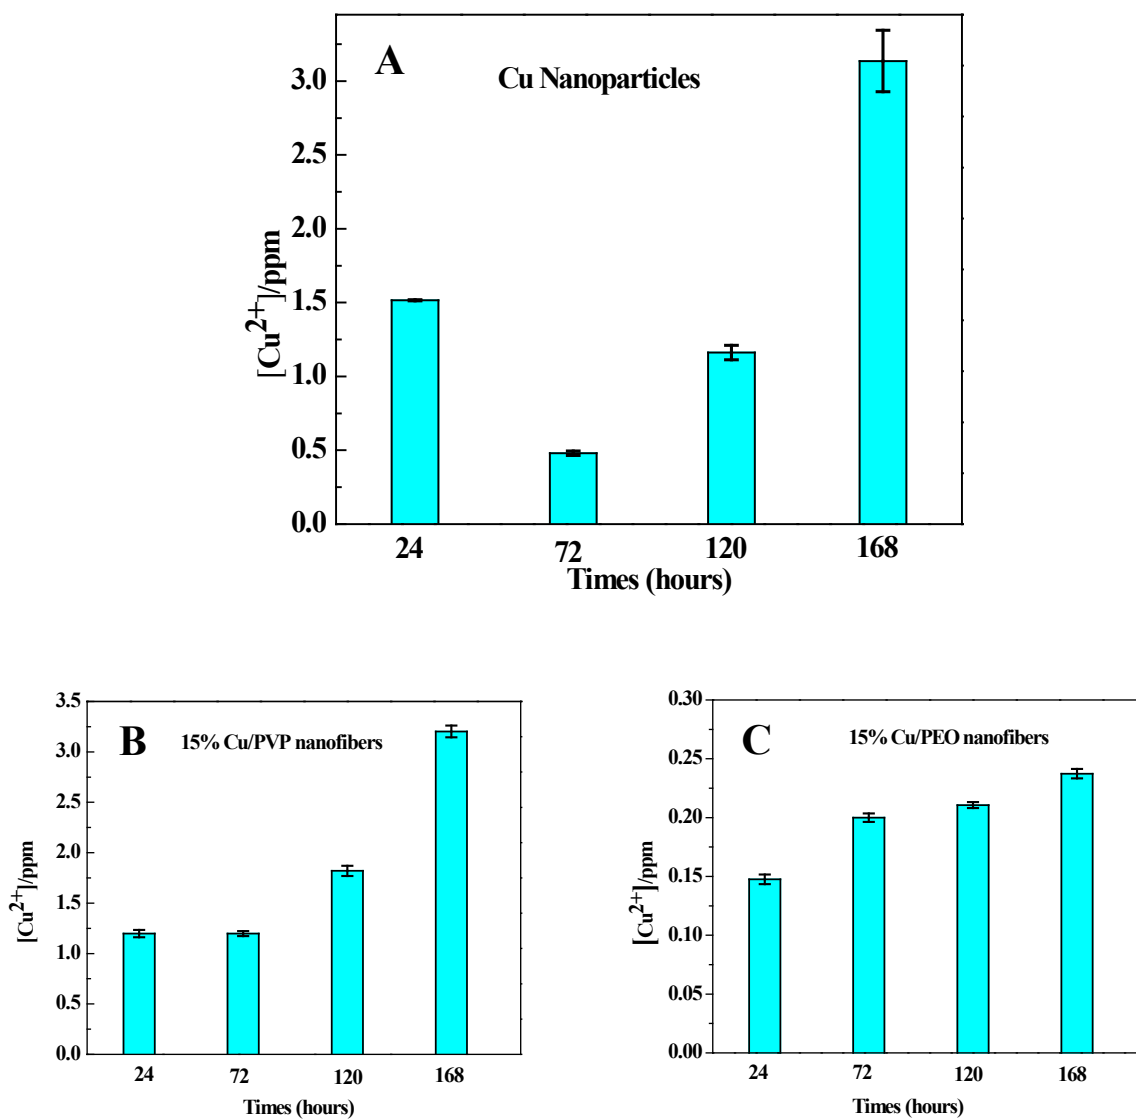 A
Cu Nanoparticles
[Cu2+]/ppm
3.0
2.5
2.0
1.5
1.0
0.5
0.0
24 72 120 168
Times (hours)
B
15% Cu/PVP nanofibers
[Cu2+]/ppm
3.5
3.0
2.5
2.0
1.5
1.0
0.5
0.0
24 72 120 168
Times (hours)
C
15% Cu/PEO nanofibers
[Cu2+]/ppm
0.30
0.25
0.20
0.15
0.10
0.05
0.00
24 72 120 168
Times (hours)